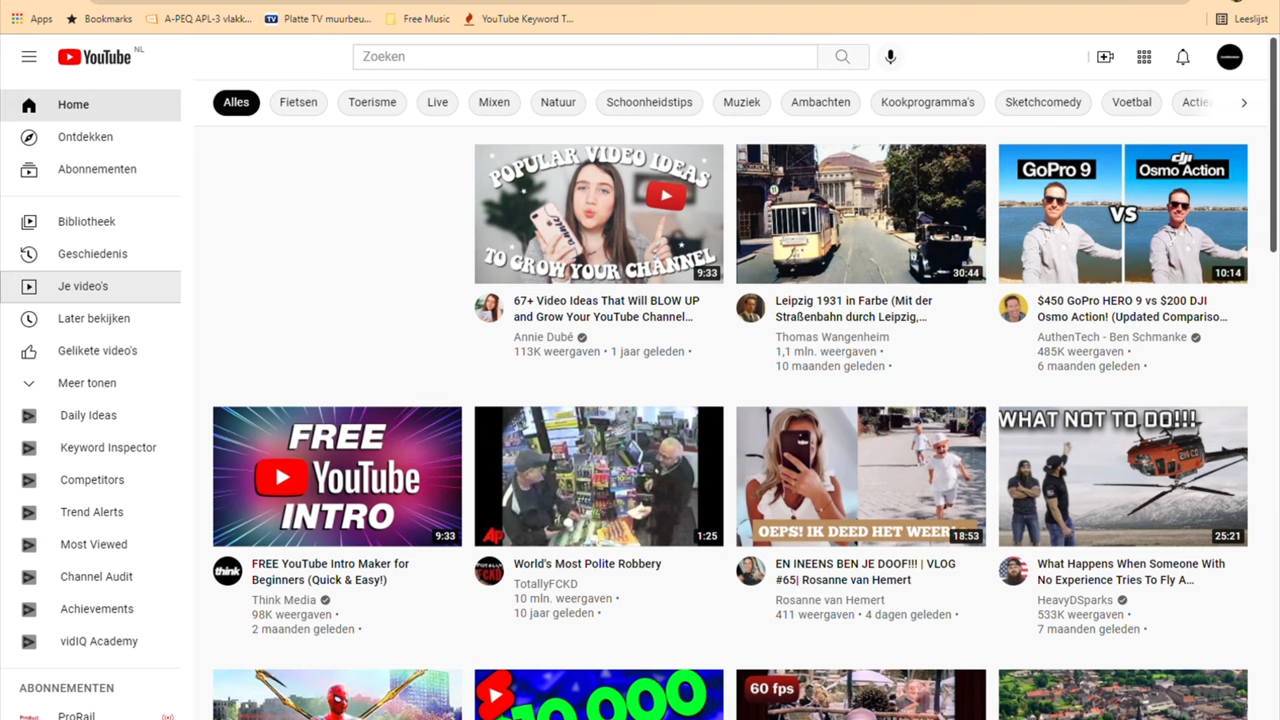 Apps
Bookmarks
A-PEQ APL-3 vlakk...
Platte TV muurbeu...
Free Music
YouTube Keyword T...
Leeslijst
YouTube NL
Zoeken
Home
Ontdekken
Abonnementen
Bibliotheek
Geschiedenis
Je video's
Later bekijken
Gelikete video's
Meer tonen
Daily Ideas
Keyword Inspector
Competitors
Trend Alerts
Most Viewed
Channel Audit
Achievements
vidIQ Academy
ABONNEMENTEN
ProRail
Alles
Fietsen
Toerisme
Live
Mixen
Natuur
Schoonheidstips
Muziek
Ambachten
Kookprogramma's
Sketchcomedy
Voetbal
Actie
POPULAR VIDEO IDEAS
TO GROW YOUR CHANNEL
9:33
67+ Video Ideas That Will BLOW UP
and Grow Your YouTube Channel...
Annie Dubé
113K weergaven • 1 jaar geleden •
30:44
Leipzig 1931 in Farbe (Mit der
Straßenbahn durch Leipzig,...
Thomas Wangenheim
1,1 mln. weergaven •
10 maanden geleden •
GoPro 9
VS
dji
Osmo Action
10:14
$450 GoPro HERO 9 vs $200 DJI
Osmo Action! (Updated Compariso...
AuthenTech - Ben Schmanke
485K weergaven •
6 maanden geleden •
FREE
YouTube
INTRO
9:33
think
FREE YouTube Intro Maker for
Beginners (Quick & Easy!)
Think Media
98K weergaven •
2 maanden geleden •
AP
1:25
TOTALLY
FCKD
World's Most Polite Robbery
TotallyFCKD
10 mln. weergaven •
10 jaar geleden •
OEPS! IK DEED HET WEER
18:53
EN INEENS BEN JE DOOF!!! | VLOG
#65| Rosanne van Hemert
Rosanne van Hemert
411 weergaven • 4 dagen geleden •
WHAT NOT TO DO!!!
25:21
What Happens When Someone With
No Experience Tries To Fly A...
HeavyDSparks
533K weergaven •
7 maanden geleden •
10,000
60 fps